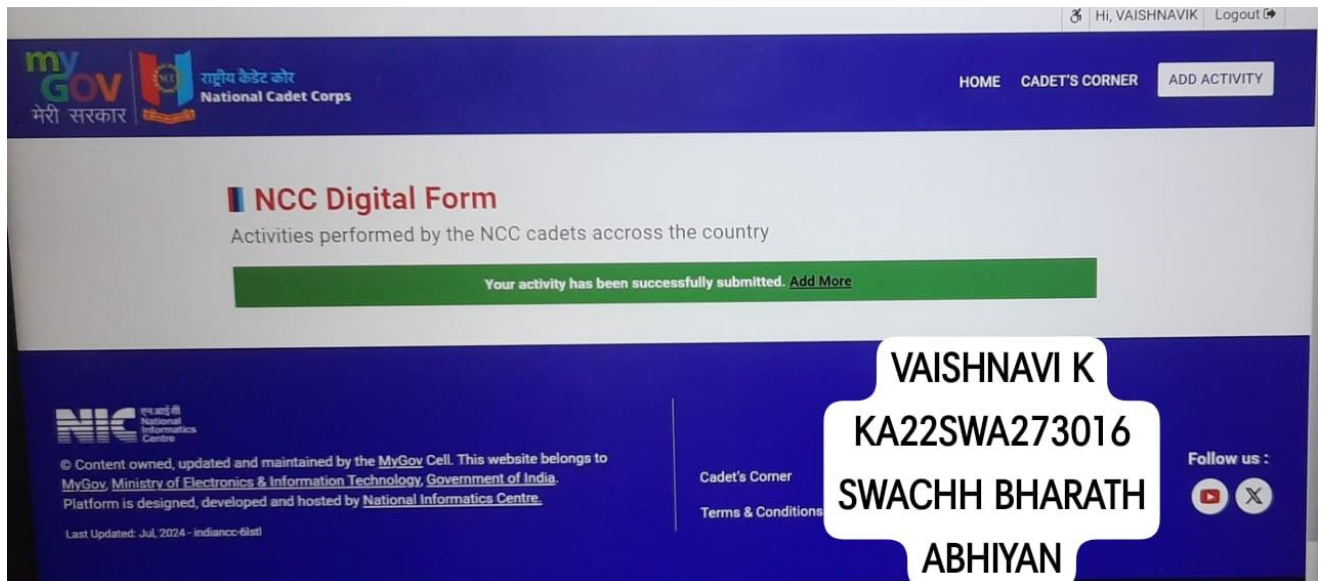 Hi, VAISHNAVIK Logout
my
GOV
मेरी सरकार
NCC
राष्ट्रीय कैडेट कोर
National Cadet Corps
HOME CADET'S CORNER ADD ACTIVITY
NCC Digital Form
Activities performed by the NCC cadets accross the country
Your activity has been successfully submitted. Add More
NIC
एन आई सी
National
Informatics
Centre
© Content owned, updated and maintained by the MyGov Cell. This website belongs to
MyGov, Ministry of Electronics & Information Technology, Government of India.
Platform is designed, developed and hosted by National Informatics Centre.
Last Updated: Jul, 2024 - indiancc-6lstl
Cadet's Corner
Terms & Conditions
VAISHNAVI K
KA22SWA273016
SWACHH BHARATH
ABHIYAN
Follow us :
X